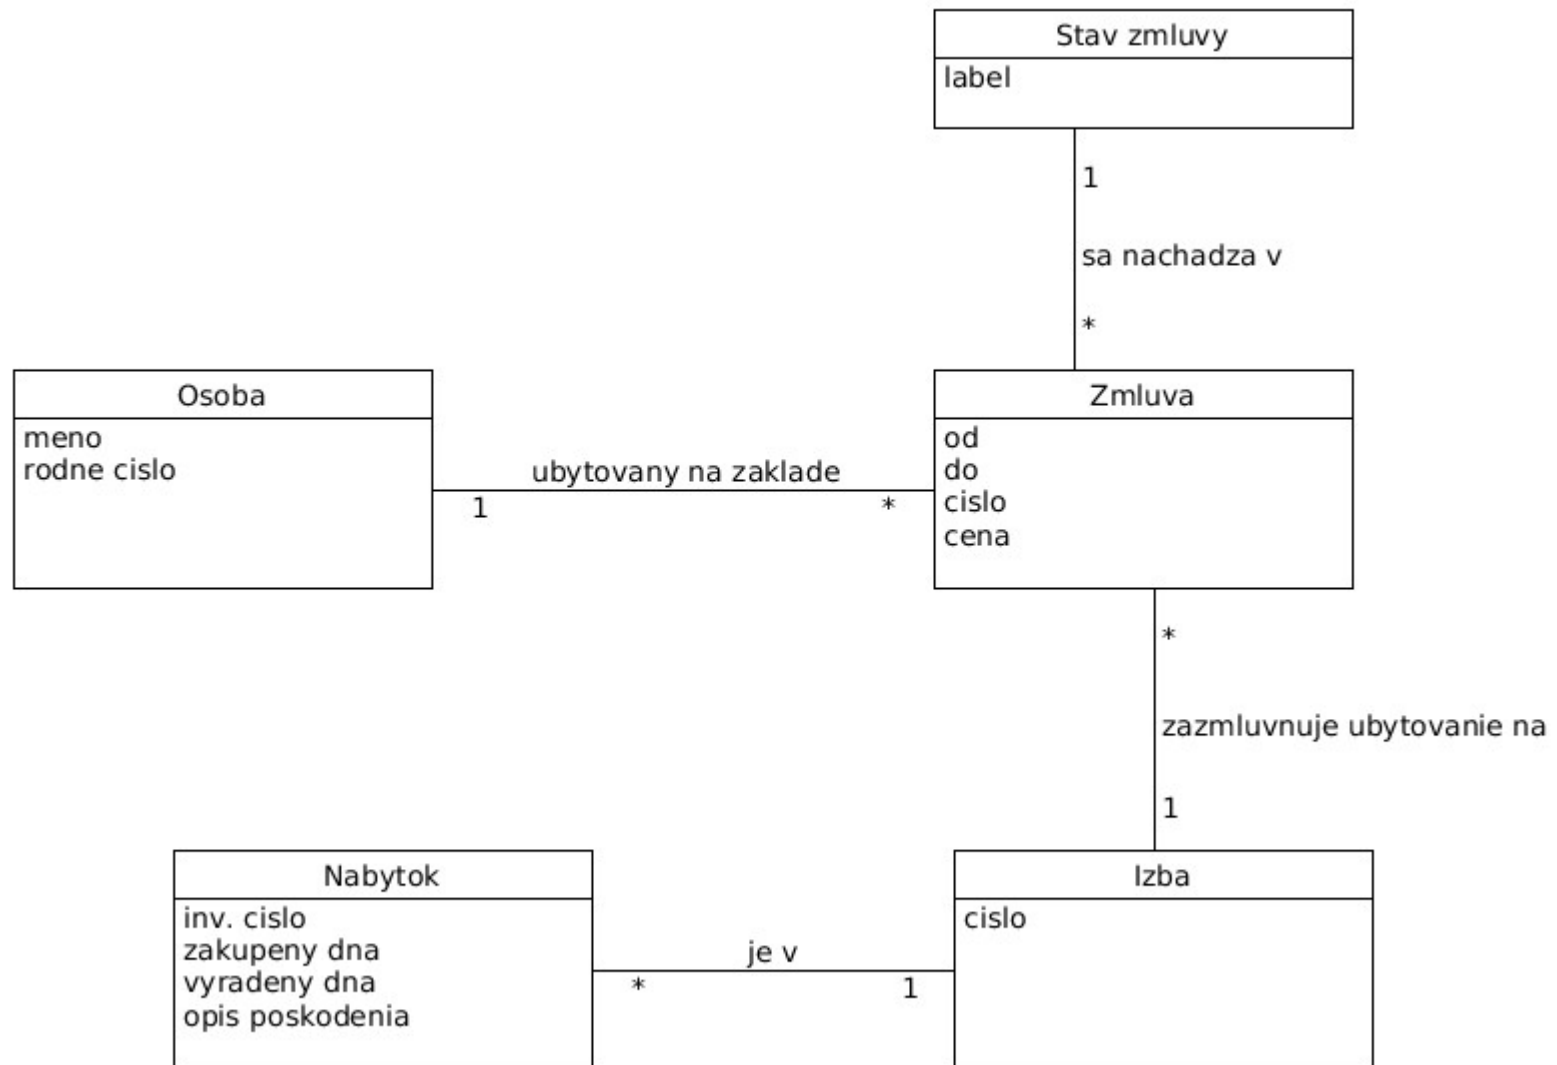 Stav zmluvy
label
1
sa nachadza v
*
Osoba
meno
rodne cislo
ubytovany na zaklade
1
*
Zmluva
od
do
cislo
cena
*
zazmluvnuje ubytovanie na
1
Nabytok
inv. cislo
zakupeny dna
vyradeny dna
opis poskodenia
je v
*
1
Izba
cislo